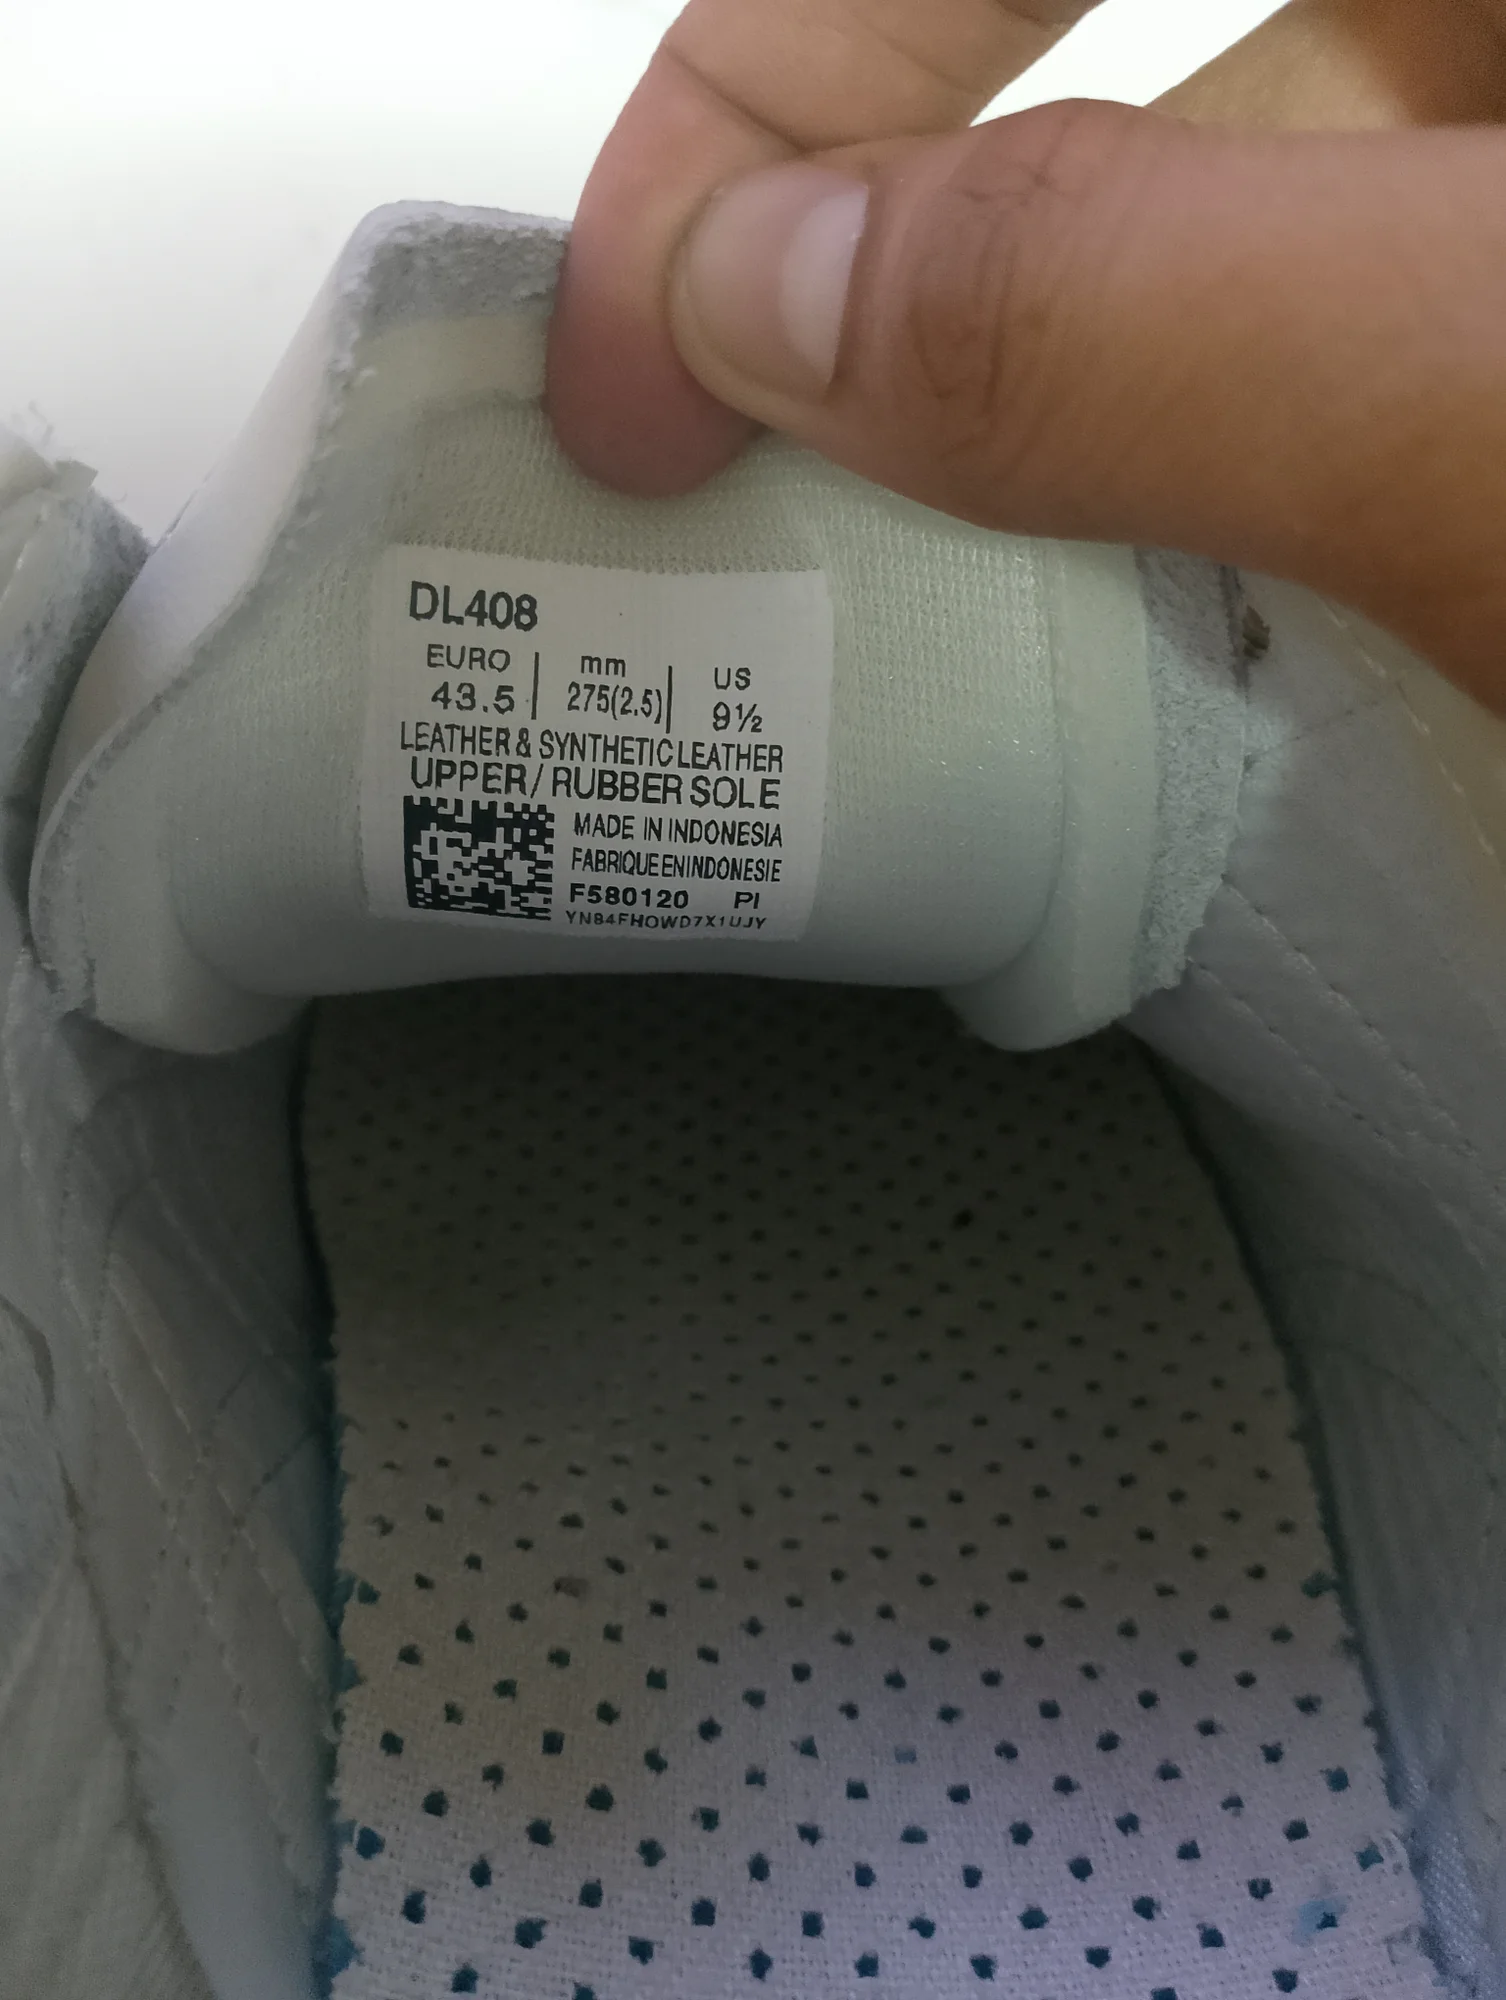 DL408
EURO | mm | US
43.5 | 275(2.5) | 9½
LEATHER & SYNTHETIC LEATHER
UPPER / RUBBER SOLE
MADE IN INDONESIA
FABRIQUE EN INDONESIE
F580120 PI
YN84FHOWD7X1UJY